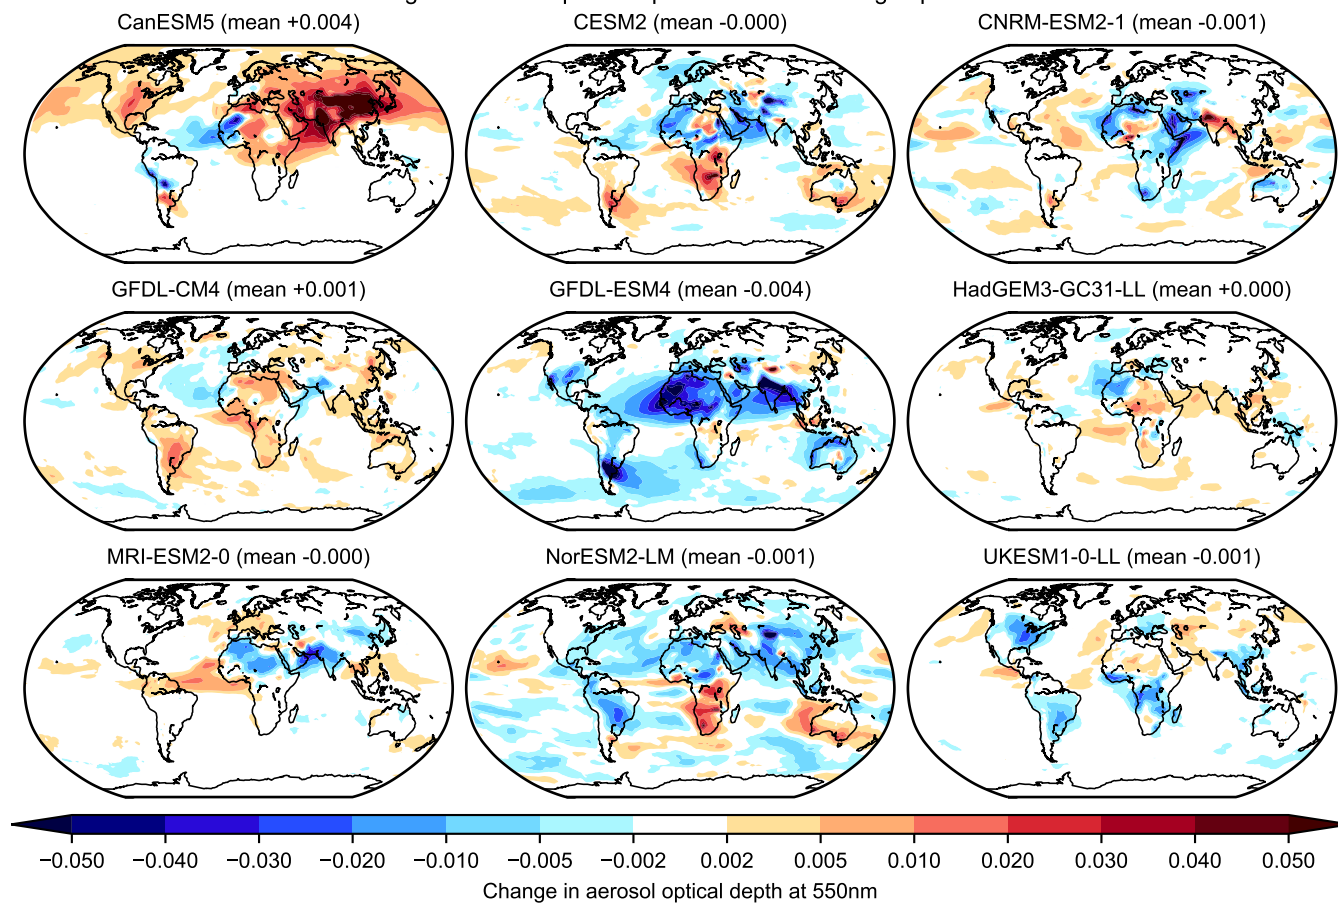 CanESM5 (mean +0.004) CESM2 (mean -0.000) CNRM-ESM2-1 (mean -0.001)
GFDL-CM4 (mean +0.001) GFDL-ESM4 (mean -0.004) HadGEM3-GC31-LL (mean +0.000)
MRI-ESM2-0 (mean -0.000) NorESM2-LM (mean -0.001) UKESM1-0-LL (mean -0.001)
−0.050 −0.040 −0.030 −0.020 −0.010 −0.005 −0.002 0.002 0.005 0.010 0.020 0.030 0.040 0.050
Change in aerosol optical depth at 550nm